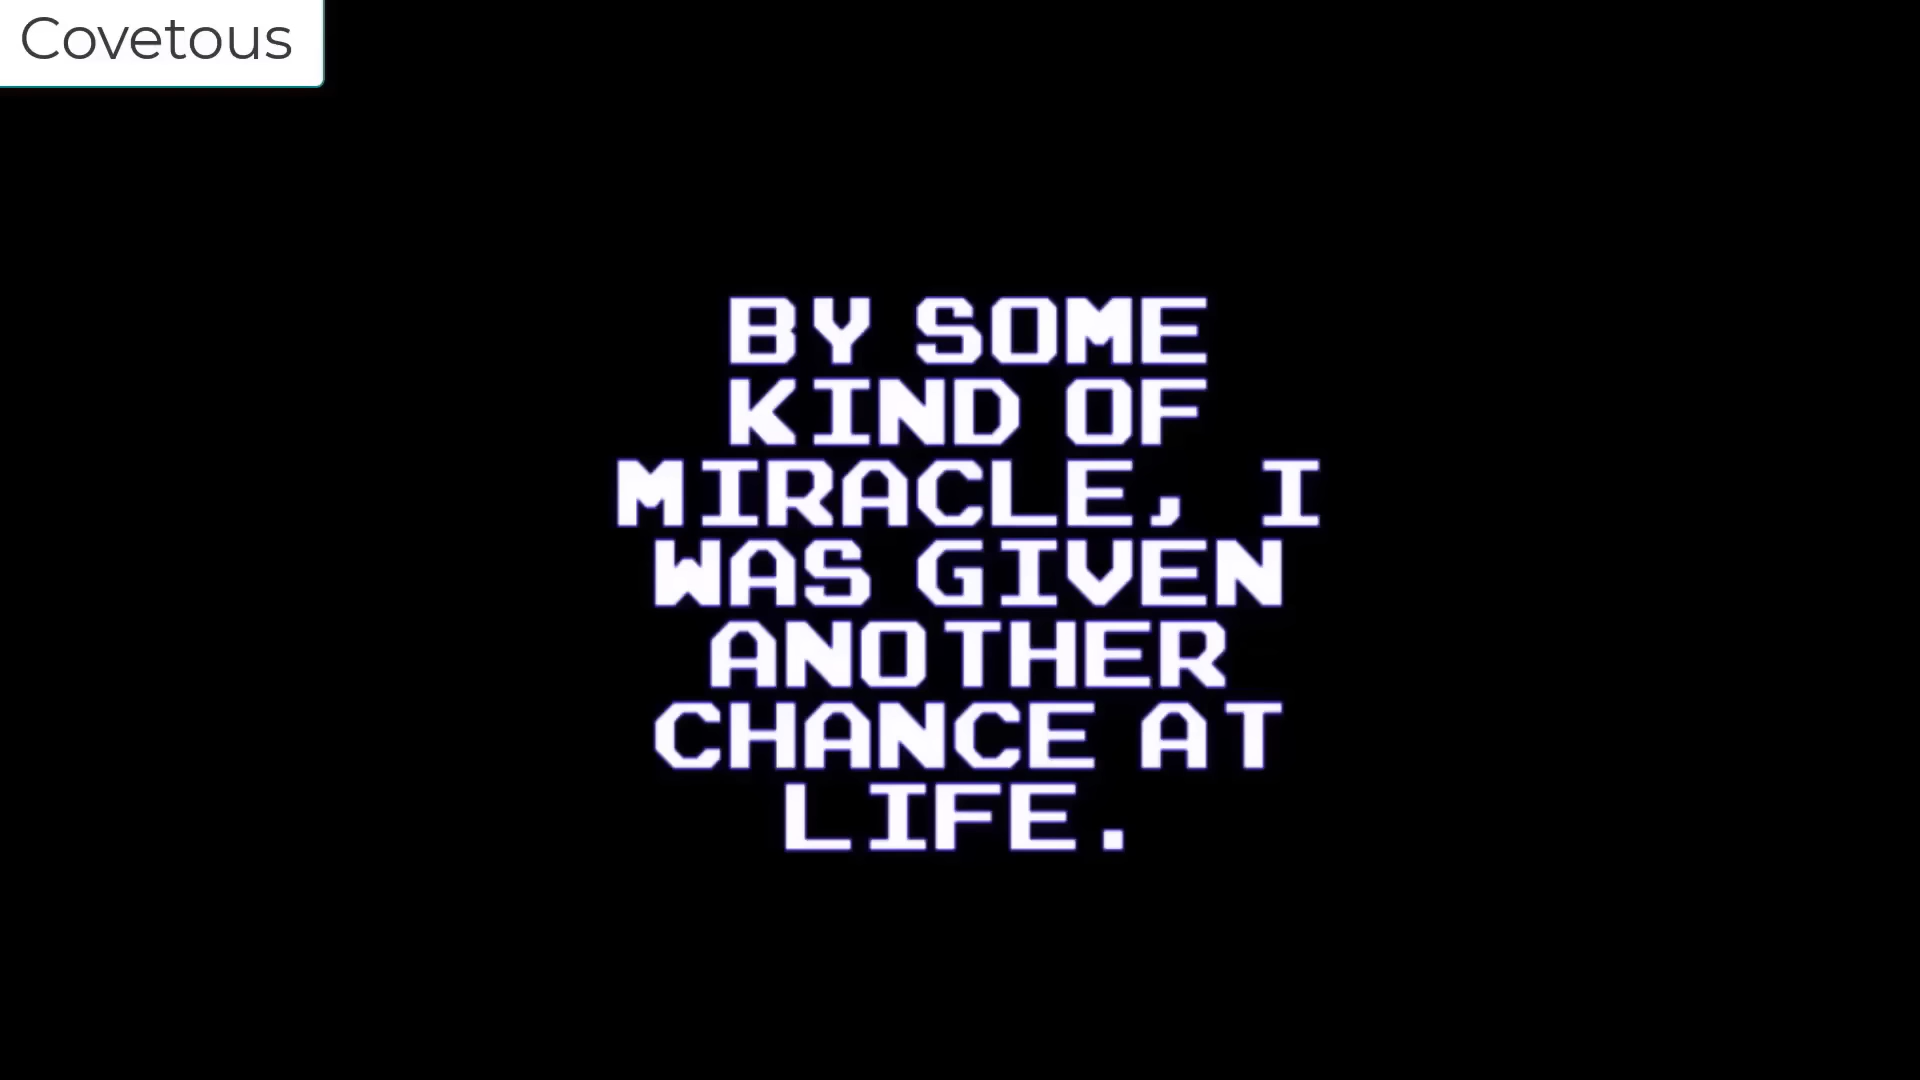 Covetous
BY SOME
KIND OF
MIRACLE, I
WAS GIVEN
ANOTHER
CHANCE AT
LIFE.